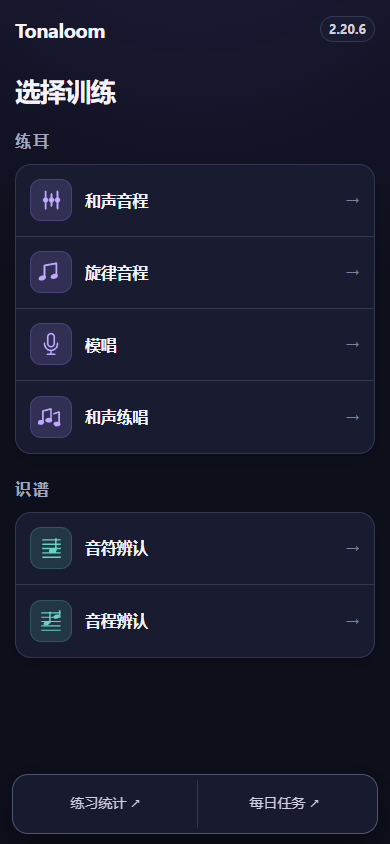 Tonaloom
2.20.6
选择训练
练耳
和声音程 →
旋律音程 →
模唱 →
和声练唱 →
识谱
音符辨认 →
音程辨认 →
练习统计 ↗
每日任务 ↗